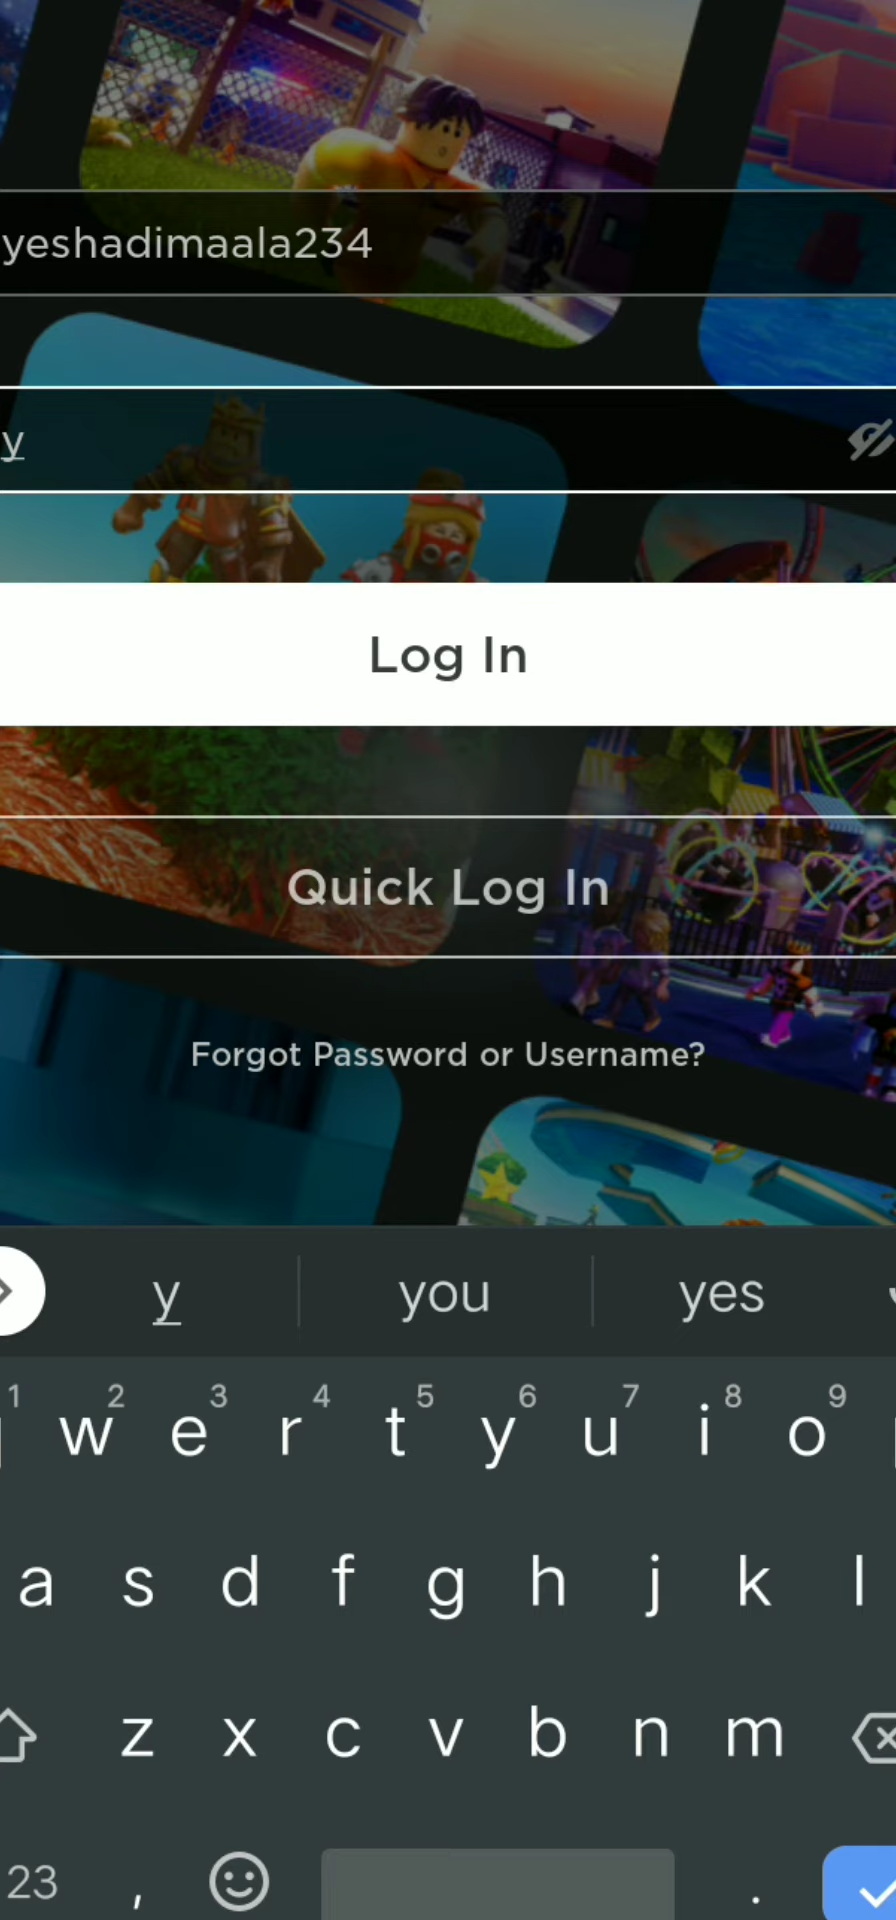 yeshadimaala234
y
Log In
Quick Log In
Forgot Password or Username?
y you yes
1 2 3 4 5 6 7 8 9
w e r t y u i o
a s d f g h j k l
z x c v b n m
23 , .